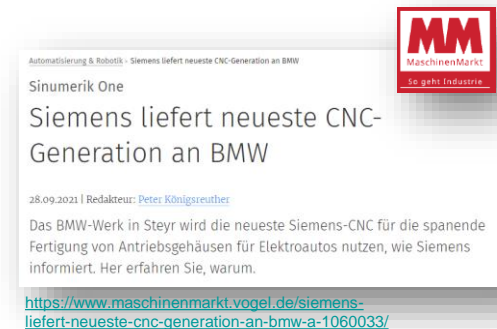 MM
MaschinenMarkt
So geht Industrie
Automatisierung & Robotik › Siemens liefert neueste CNC-Generation an BMW
Sinumerik One
Siemens liefert neueste CNC-
Generation an BMW
28.09.2021 | Redakteur: Peter Königsreuther
Das BMW-Werk in Steyr wird die neueste Siemens-CNC für die spanende
Fertigung von Antriebsgehäusen für Elektroautos nutzen, wie Siemens
informiert. Her erfahren Sie, warum.
https://www.maschinenmarkt.vogel.de/siemens-
liefert-neueste-cnc-generation-an-bmw-a-1060033/